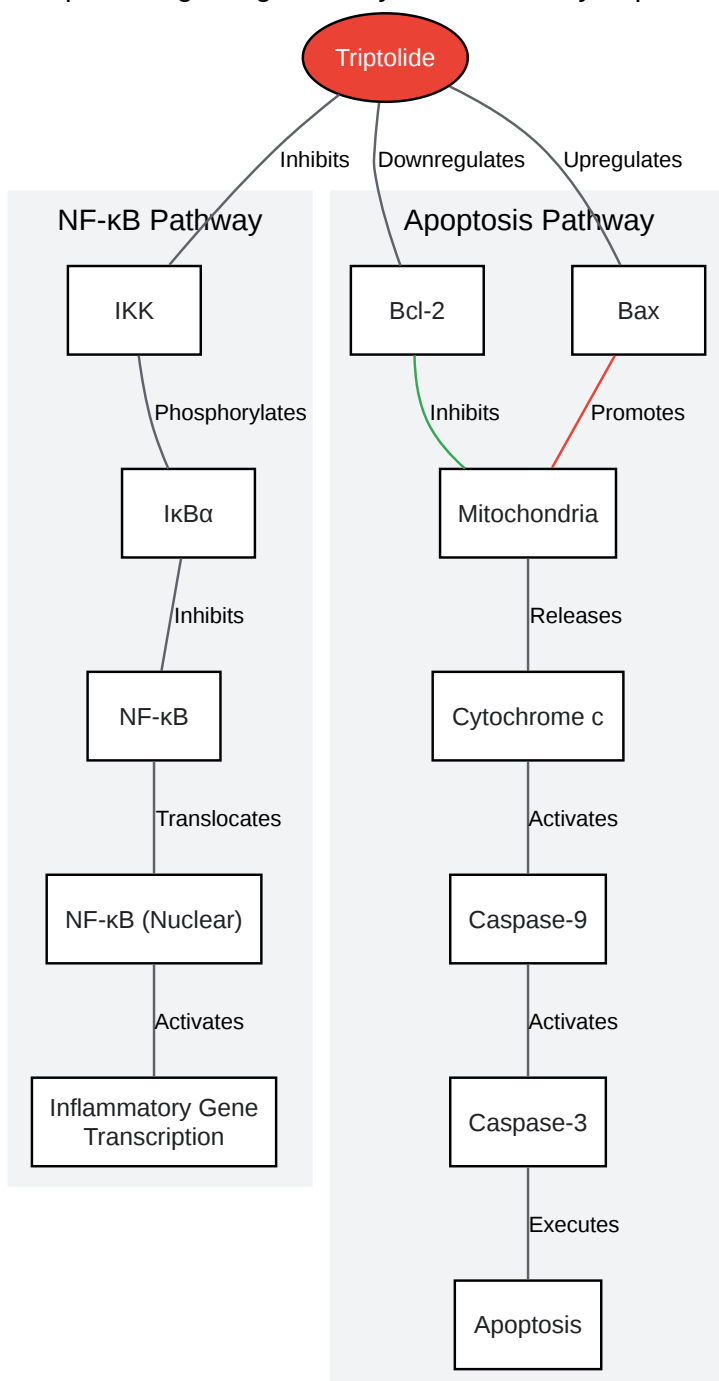 Triptolide
Inhibits
Downregulates
Upregulates
NF-κB Pathway
Apoptosis Pathway
IKK
Bcl-2
Bax
Phosphorylates
Inhibits
Promotes
IκBα
Mitochondria
Inhibits
Releases
NF-κB
Cytochrome c
Translocates
Activates
NF-κB (Nuclear)
Caspase-9
Activates
Activates
Inflammatory Gene
Transcription
Caspase-3
Executes
Apoptosis